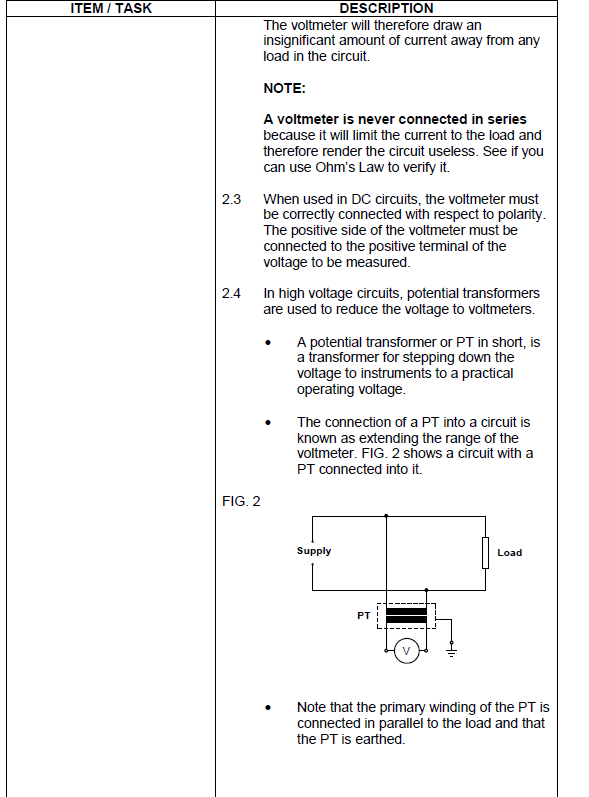 ITEM / TASK DESCRIPTION
The voltmeter will therefore draw an
insignificant amount of current away from any
load in the circuit.
NOTE:
A voltmeter is never connected in series
because it will limit the current to the load and
therefore render the circuit useless. See if you
can use Ohm's Law to verify it.
2.3 When used in DC circuits, the voltmeter must
be correctly connected with respect to polarity.
The positive side of the voltmeter must be
connected to the positive terminal of the
voltage to be measured.
2.4 In high voltage circuits, potential transformers
are used to reduce the voltage to voltmeters.
• A potential transformer or PT in short, is
a transformer for stepping down the
voltage to instruments to a practical
operating voltage.
• The connection of a PT into a circuit is
known as extending the range of the
voltmeter. FIG. 2 shows a circuit with a
PT connected into it.
FIG. 2
Supply
Load
PT
V
• Note that the primary winding of the PT is
connected in parallel to the load and that
the PT is earthed.